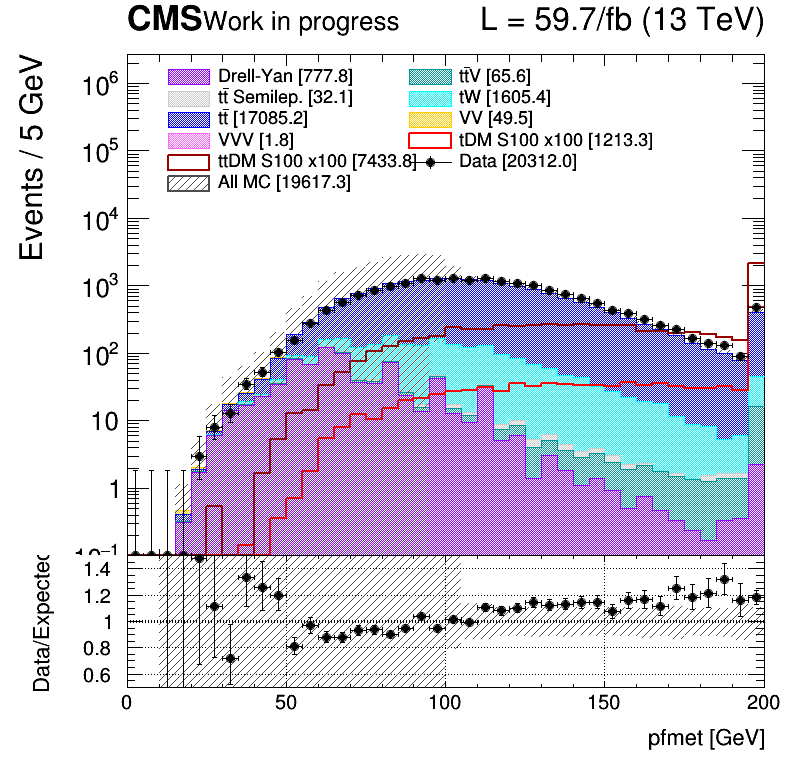 CMS Work in progress L = 59.7/fb (13 TeV)
Events / 5 GeV
10⁶
10⁵
10⁴
10³
10²
10
1
10⁻¹
Drell-Yan [777.8]
tt̄V [65.6]
tt̄ Semilep. [32.1]
tW [1605.4]
tt̄ [17085.2]
VV [49.5]
VVV [1.8]
tDM S100 x100 [1213.3]
ttDM S100 x100 [7433.8]
Data [20312.0]
All MC [19617.3]
Data/Expected
1.4
1.2
1
0.8
0.6
0 50 100 150 200
pfmet [GeV]